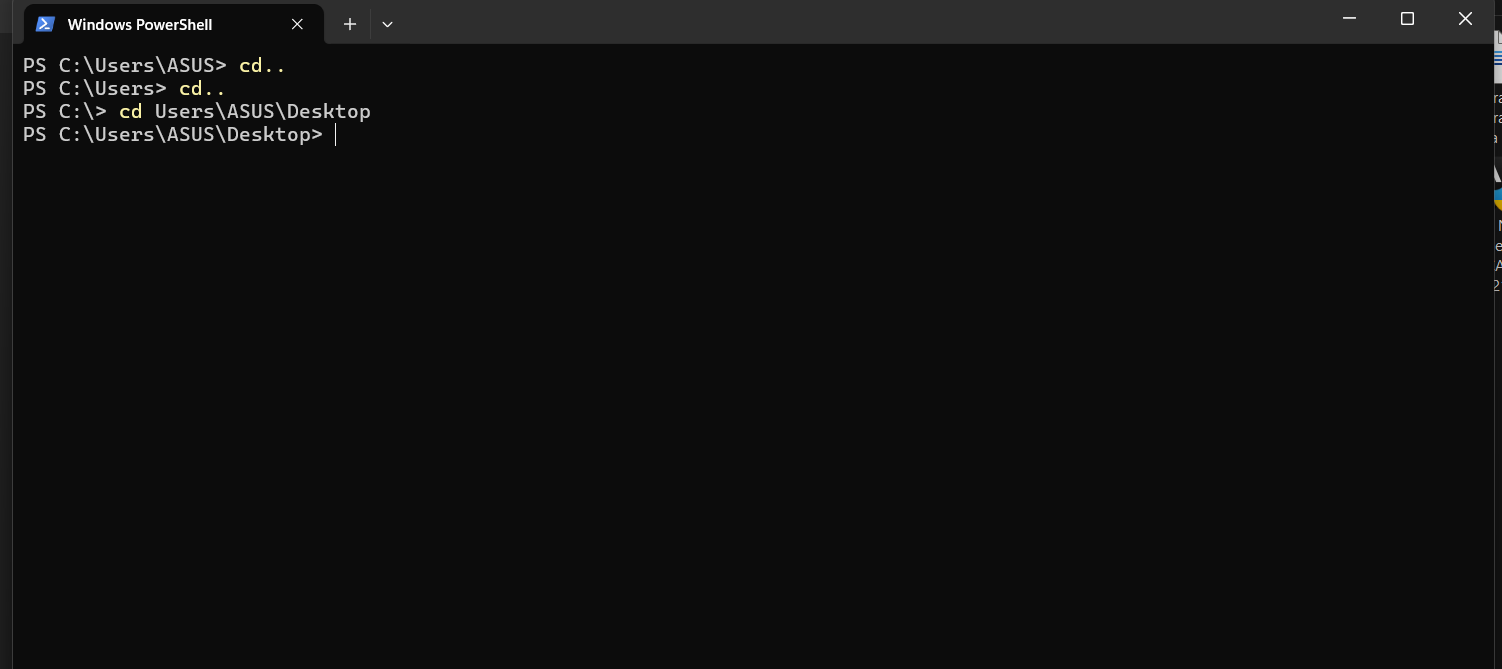 Windows PowerShell
PS C:\Users\ASUS> cd..
PS C:\Users> cd..
PS C:\> cd Users\ASUS\Desktop
PS C:\Users\ASUS\Desktop>